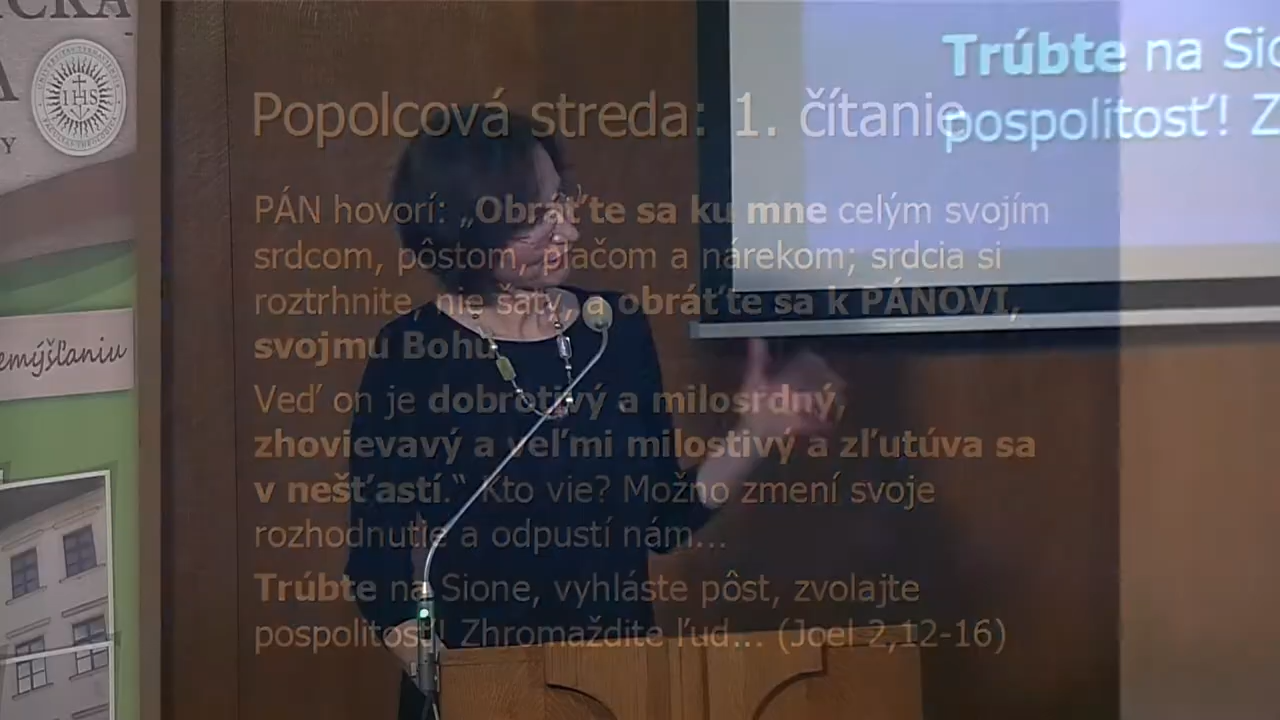 IHS
Y
emýšľaniu
Trúbte na Sio
pospolitosť! Z
Popolcová streda: 1. čítanie
PÁN hovorí: „Obráťte sa ku mne celým svojím
srdcom, pôstom, plačom a nárekom; srdcia si
roztrhnite, nie šaty, a obráťte sa k PÁNOVI,
svojmu Bohu.
Veď on je dobrotivý a milosrdný,
zhovievavý a veľmi milostivý a zľutúva sa
v nešťastí.“ Kto vie? Možno zmení svoje
rozhodnutie a odpustí nám...
Trúbte na Sione, vyhláste pôst, zvolajte
pospolitosť! Zhromaždite ľud... (Joel 2,12-16)